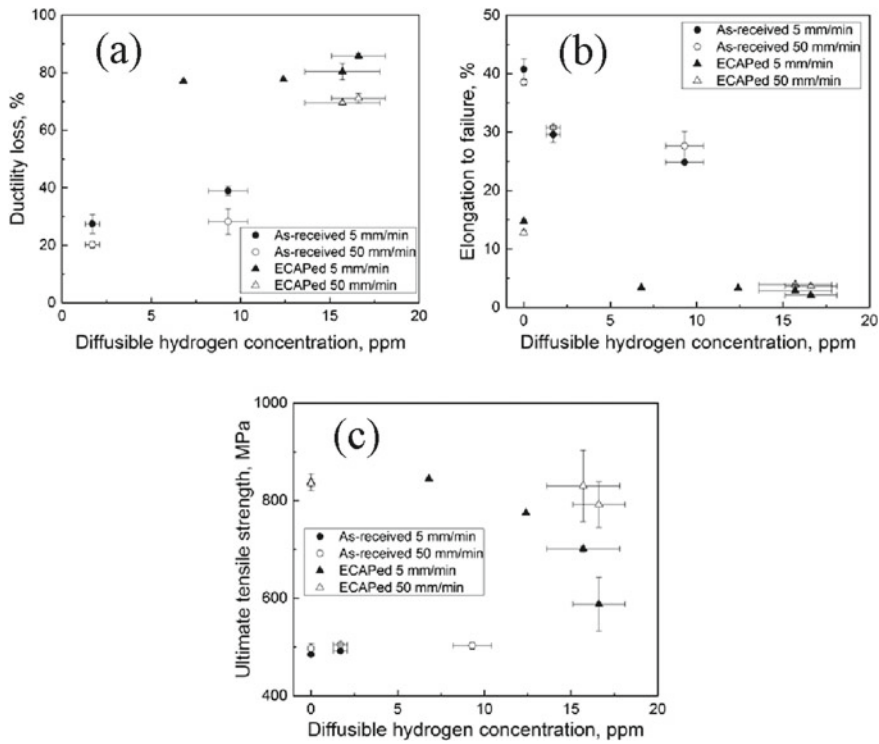 (a)
100
80
60
40
20
0
Ductility loss, %
As-received 5 mm/min
As-received 50 mm/min
ECAPed 5 mm/min
ECAPed 50 mm/min
0 5 10 15 20
Diffusible hydrogen concentration, ppm
(b)
50
40
30
20
10
0
Elongation to failure, %
As-received 5 mm/min
As-received 50 mm/min
ECAPed 5 mm/min
ECAPed 50 mm/min
0 5 10 15 20
Diffusible hydrogen concentration, ppm
(c)
1000
800
600
400
Ultimate tensile strength, MPa
As-received 5 mm/min
As-received 50 mm/min
ECAPed 5 mm/min
ECAPed 50 mm/min
0 5 10 15 20
Diffusible hydrogen concentration, ppm